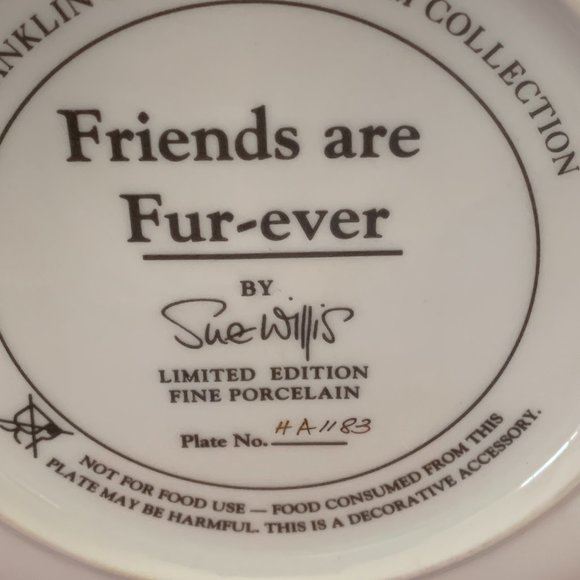 COLLECTION
Friends are
Fur-ever
BY
Sue Willis
LIMITED EDITION
FINE PORCELAIN
Plate No. HA1183
NOT FOR FOOD USE — FOOD CONSUMED FROM THIS
PLATE MAY BE HARMFUL. THIS IS A DECORATIVE ACCESSORY.